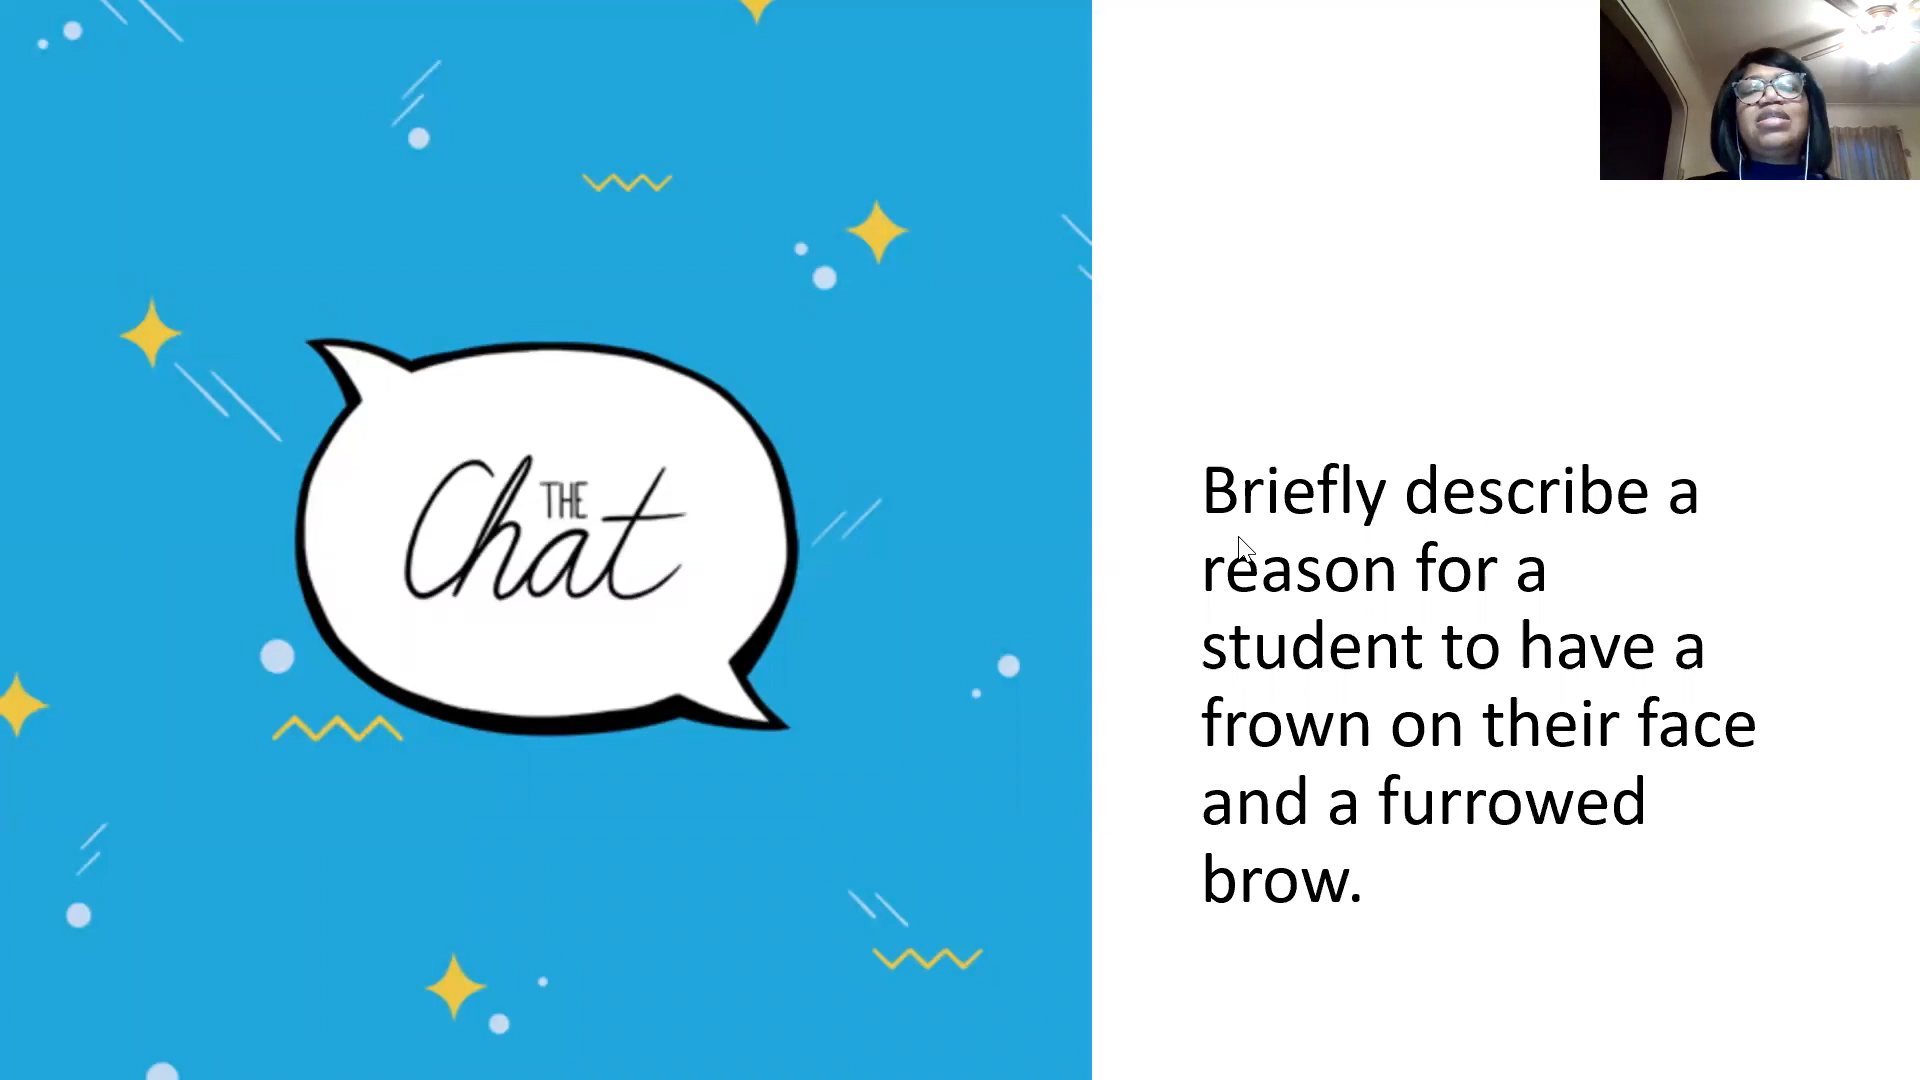 THE
Chat
Briefly describe a
reason for a
student to have a
frown on their face
and a furrowed
brow.